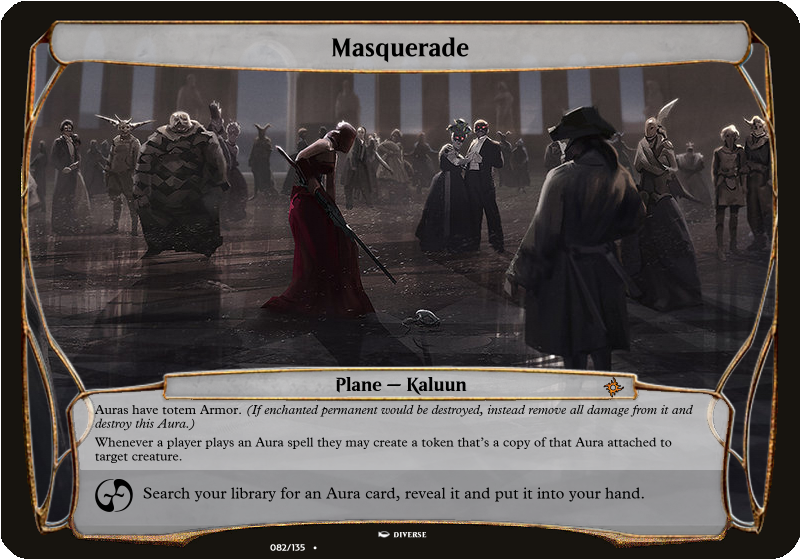 Masquerade
Plane — Kaluun
Auras have totem Armor. (If enchanted permanent would be destroyed, instead remove all damage from it and
destroy this Aura.)
Whenever a player plays an Aura spell they may create a token that's a copy of that Aura attached to
target creature.
Search your library for an Aura card, reveal it and put it into your hand.
DIVERSE
082/135 •